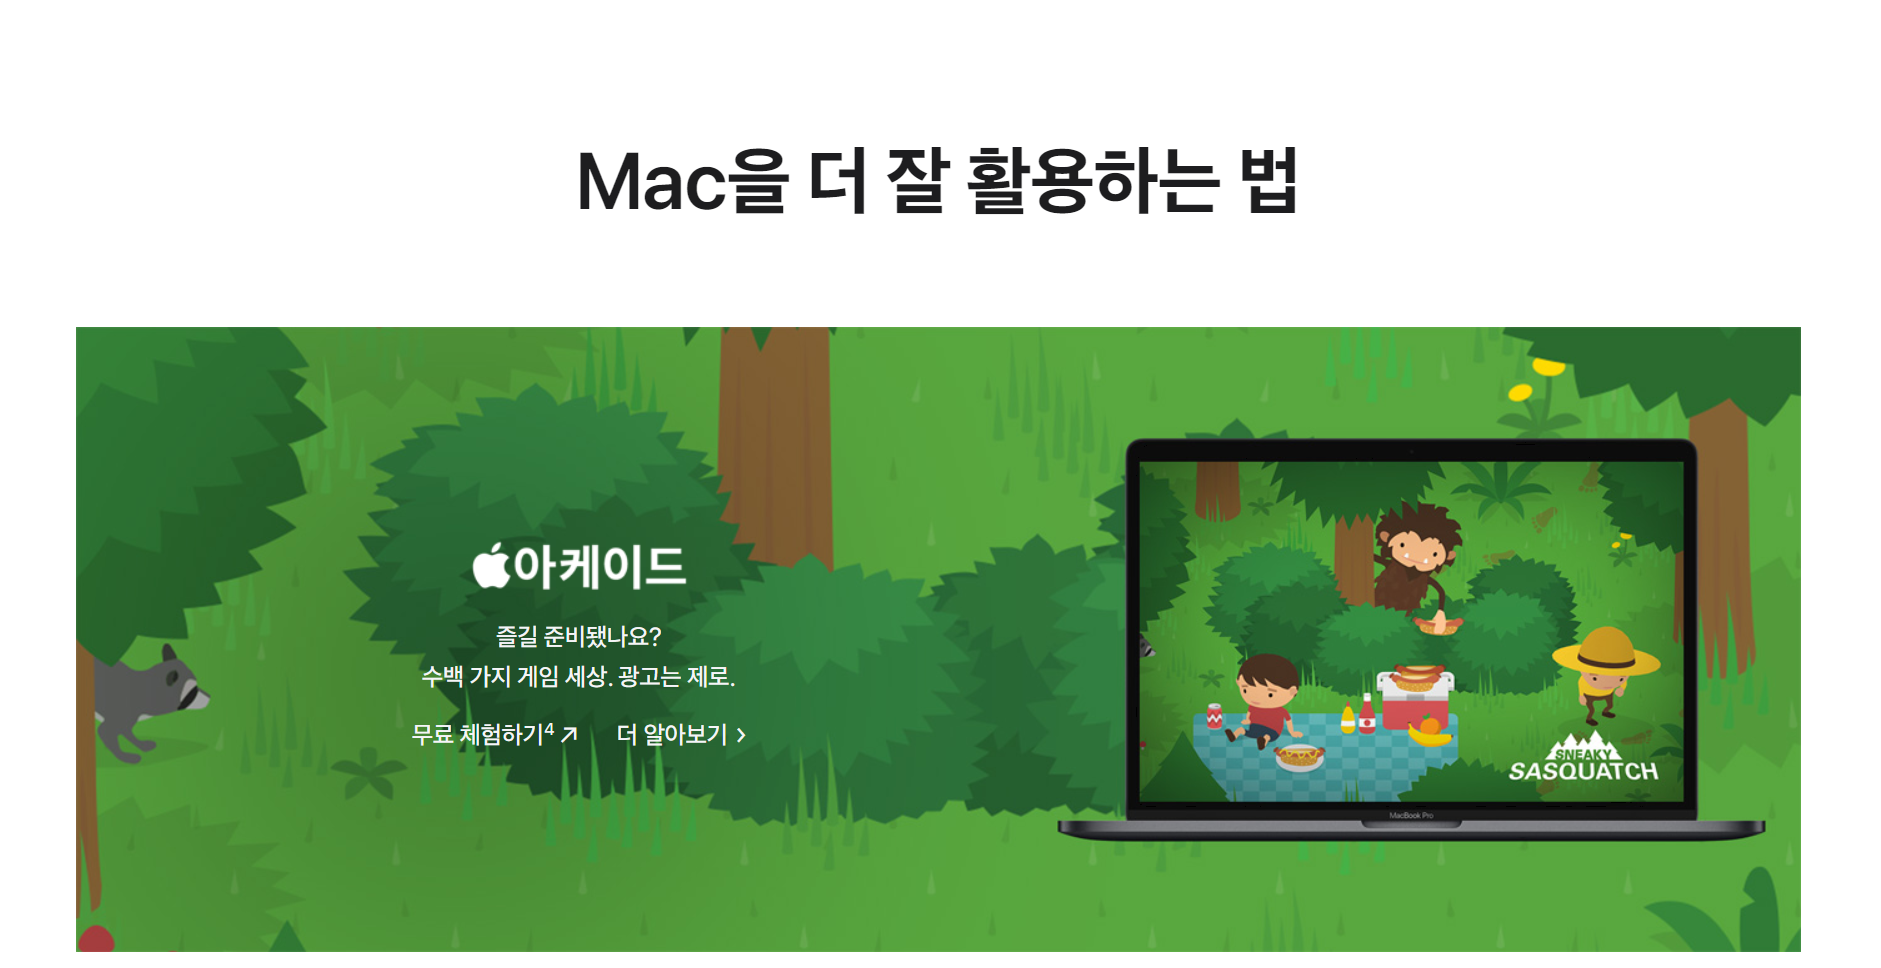 Mac을 더 잘 활용하는 법
아케이드
즐길 준비됐나요?
수백 가지 게임 세상. 광고는 제로.
무료 체험하기4 더 알아보기
SNEAKY
SASQUATCH
MacBook Pro